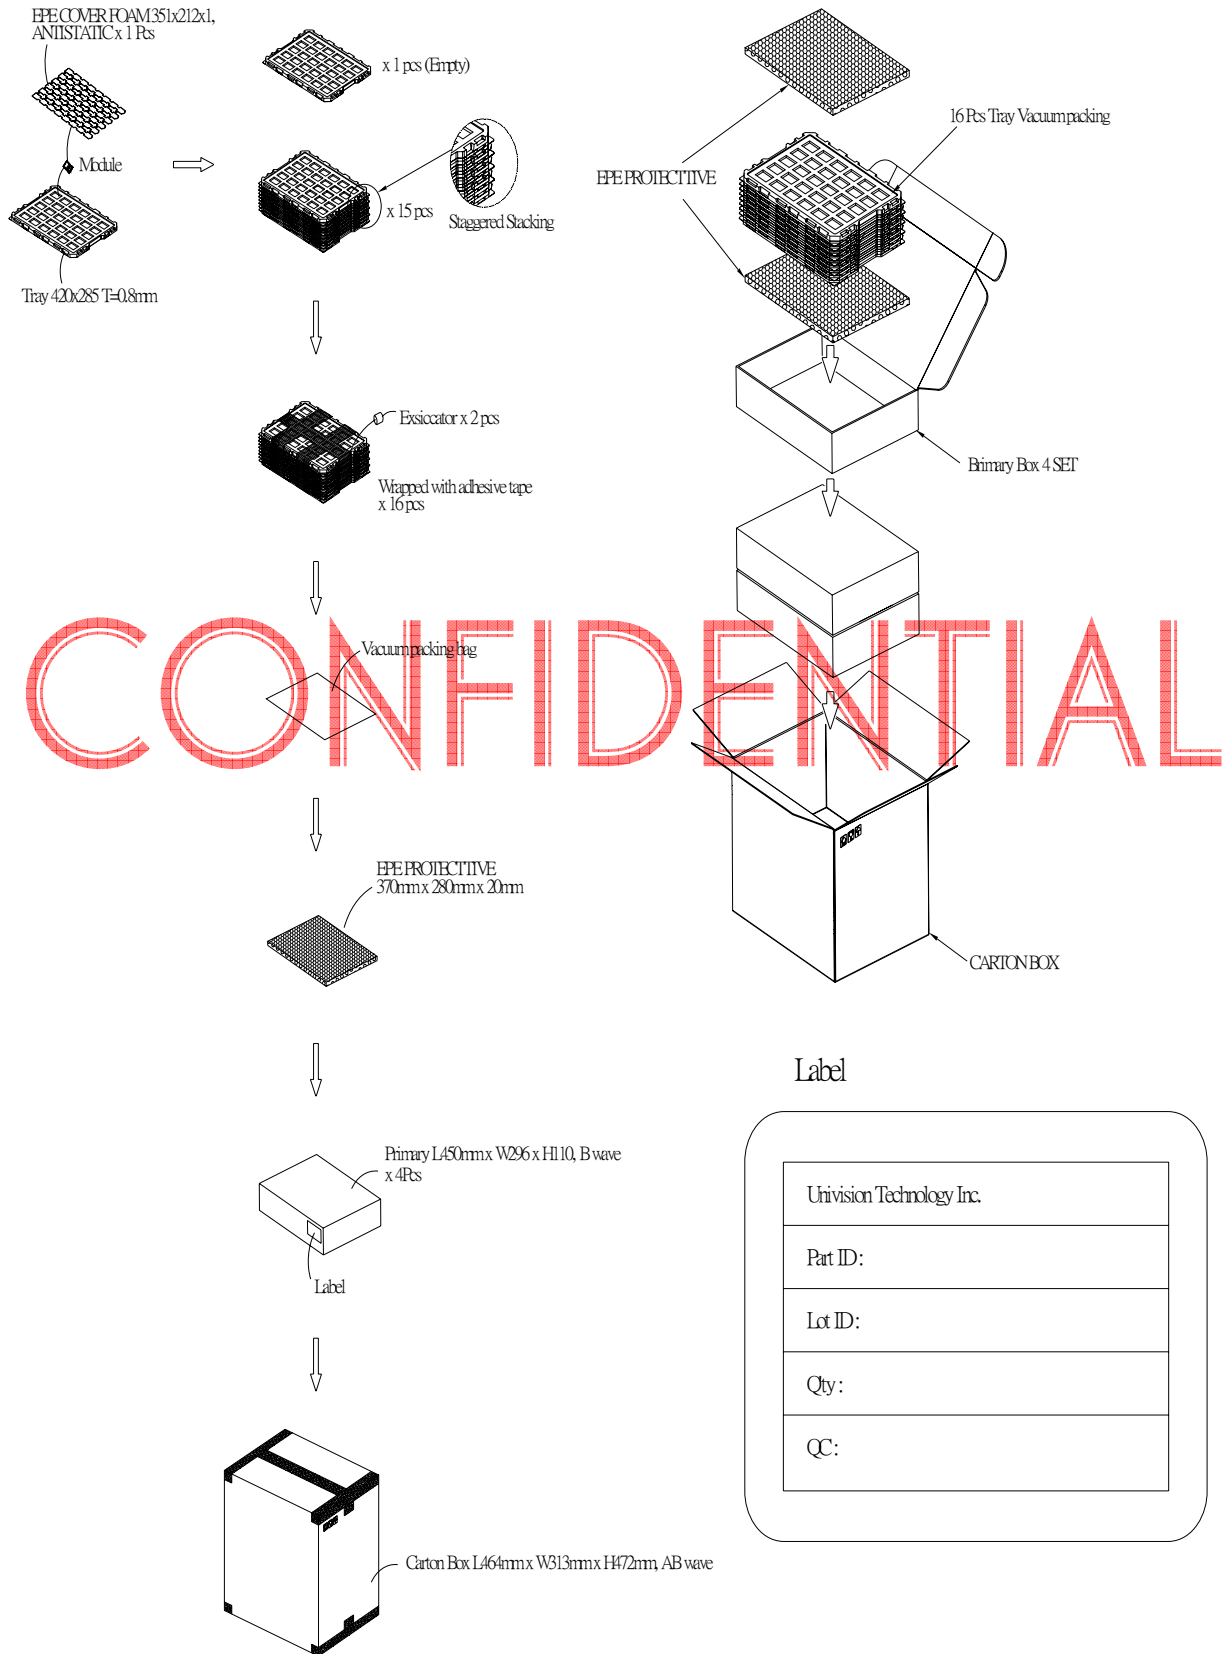 EPE COVER FOAM 351x212x1,
ANTISTATIC x 1 Pcs
Module
Tray 420x285 T=0.8mm
x 1 pcs (Empty)
x 15 pcs
Staggered Stacking
Exsiccator x 2 pcs
Wrapped with adhesive tape
x 16 pcs
Vacuum packing bag
EPE PROTECTTIVE
370mm x 280mm x 20mm
Primary L450mm x W296 x H110, B wave
x 4Pcs
Label
Carton Box L464mm x W313mm x H472mm, AB wave
16 Pcs Tray Vacuum packing
EPE PROTECTTIVE
Brimary Box 4 SET
CONFIDENTIAL
CARTON BOX
Label
Univision Technology Inc.
Part ID :
Lot ID :
Q'ty :
QC :